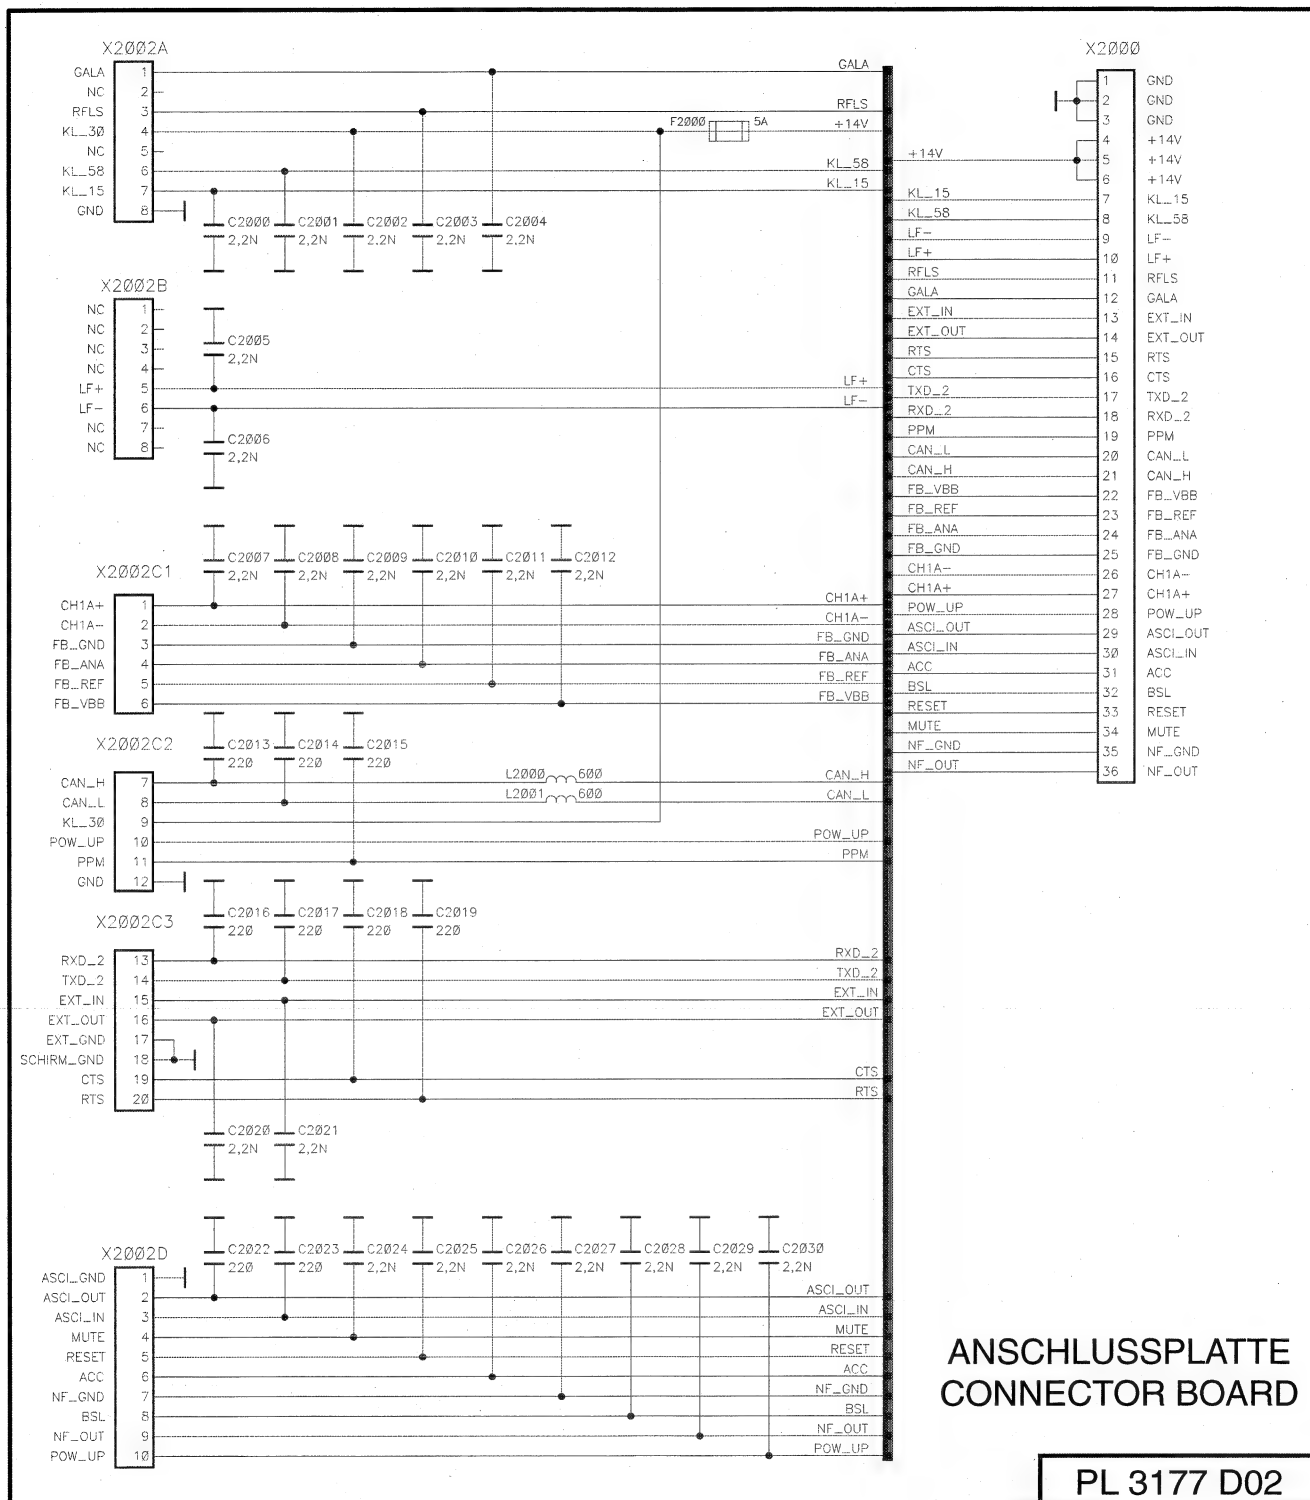 X2002A
GALA 1 GALA
NC 2
RFLS 3 RFLS
KL_30 4 F2000 5A +14V
NC 5
KL_58 6 KL_58
KL_15 7 KL_15
GND 8
C2000 C2001 C2002 C2003 C2004
2,2N 2,2N 2.2N 2.2N 2,2N
X2002B
NC 1
NC 2
NC 3
NC 4
LF+ 5 LF+
LF- 6 LF-
NC 7
NC 8
C2005
2,2N
C2006
2,2N
C2007 C2008 C2009 C2010 C2011 C2012
2,2N 2,2N 2,2N 2,2N 2,2N 2,2N
X2002C1
CH1A+ 1 CH1A+
CH1A- 2 CH1A-
FB_GND 3 FB_GND
FB_ANA 4 FB_ANA
FB_REF 5 FB_REF
FB_VBB 6 FB_VBB
X2002C2
C2013 C2014 C2015
220 220 220
CAN_H 7 L2000 600 CAN_H
CAN_L 8 L2001 600 CAN_L
KL_30 9
POW_UP 10 POW_UP
PPM 11 PPM
GND 12
X2002C3
C2016 C2017 C2018 C2019
220 220 220 220
RXD_2 13 RXD_2
TXD_2 14 TXD_2
EXT_IN 15 EXT_IN
EXT_OUT 16 EXT_OUT
EXT_GND 17
SCHIRM_GND 18
CTS 19 CTS
RTS 20 RTS
C2020 C2021
2,2N 2,2N
X2002D
C2022 C2023 C2024 C2025 C2026 C2027 C2028 C2029 C2030
220 220 2,2N 2,2N 2,2N 2,2N 2,2N 2,2N 2,2N
ASCI_GND 1
ASCI_OUT 2 ASCI_OUT
ASCI_IN 3 ASCI_IN
MUTE 4 MUTE
RESET 5 RESET
ACC 6 ACC
NF_GND 7 NF_GND
BSL 8 BSL
NF_OUT 9 NF_OUT
POW_UP 10 POW_UP
X2000
1 GND
2 GND
3 GND
4 +14V
+14V 5 +14V
6 +14V
KL_15 7 KL_15
KL_58 8 KL_58
LF- 9 LF-
LF+ 10 LF+
RFLS 11 RFLS
GALA 12 GALA
EXT_IN 13 EXT_IN
EXT_OUT 14 EXT_OUT
RTS 15 RTS
CTS 16 CTS
TXD_2 17 TXD_2
RXD_2 18 RXD_2
PPM 19 PPM
CAN_L 20 CAN_L
CAN_H 21 CAN_H
FB_VBB 22 FB_VBB
FB_REF 23 FB_REF
FB_ANA 24 FB_ANA
FB_GND 25 FB_GND
CH1A- 26 CH1A-
CH1A+ 27 CH1A+
POW_UP 28 POW_UP
ASCI_OUT 29 ASCI_OUT
ASCI_IN 30 ASCI_IN
ACC 31 ACC
BSL 32 BSL
RESET 33 RESET
MUTE 34 MUTE
NF_GND 35 NF_GND
NF_OUT 36 NF_OUT
ANSCHLUSSPLATTE
CONNECTOR BOARD
PL 3177 D02